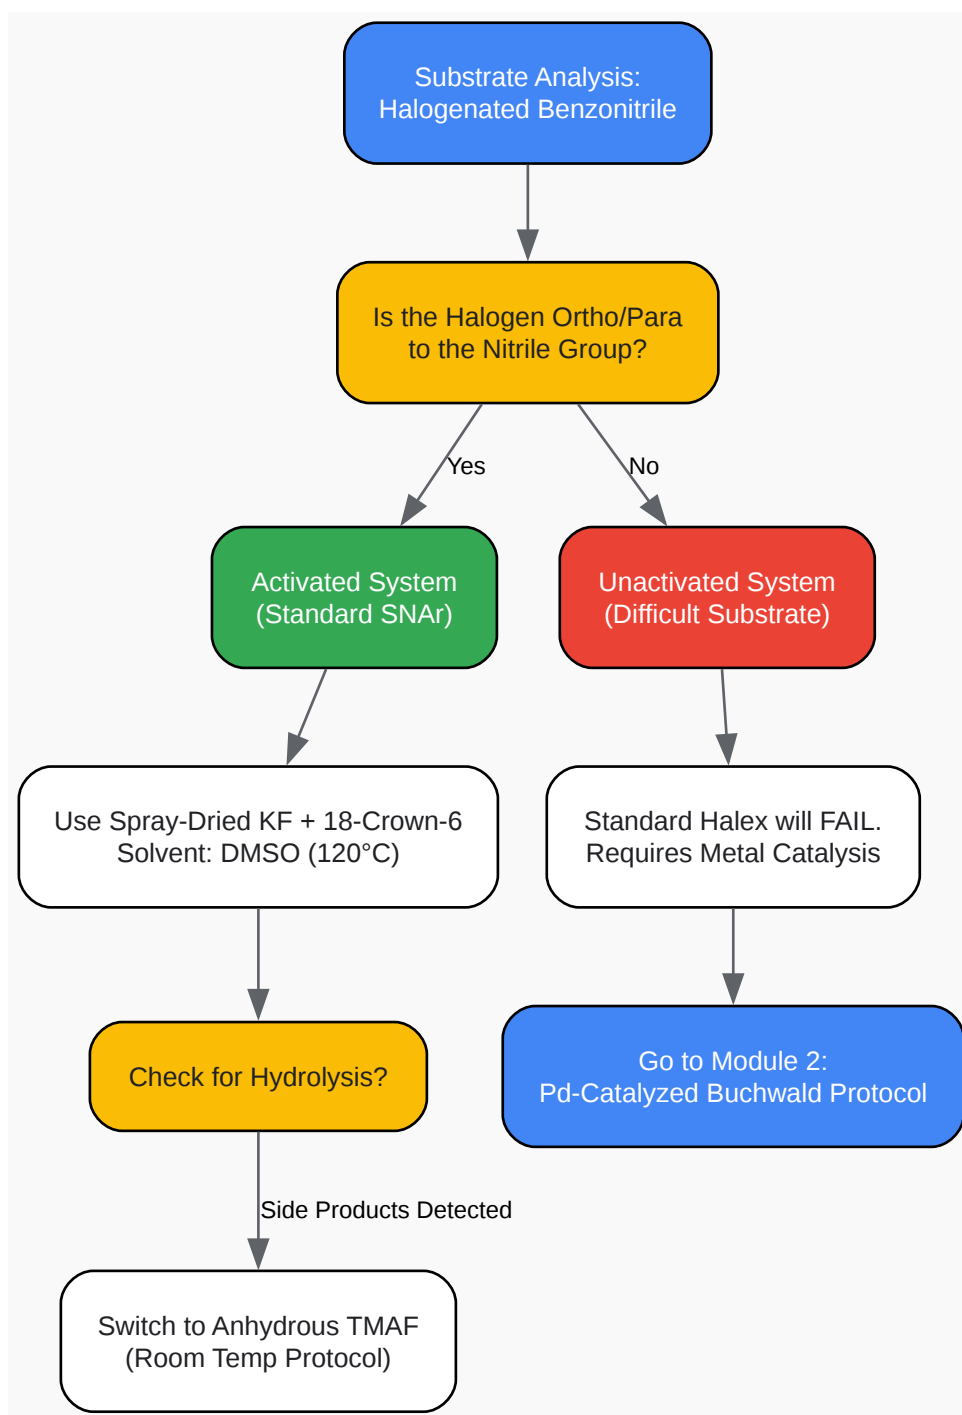 Substrate Analysis:
Halogenated Benzonitrile
Is the Halogen Ortho/Para
to the Nitrile Group?
Yes
No
Activated System
(Standard SNAr)
Unactivated System
(Difficult Substrate)
Use Spray-Dried KF + 18-Crown-6
Solvent: DMSO (120°C)
Standard Halex will FAIL.
Requires Metal Catalysis
Check for Hydrolysis?
Go to Module 2:
Pd-Catalyzed Buchwald Protocol
Side Products Detected
Switch to Anhydrous TMAF
(Room Temp Protocol)